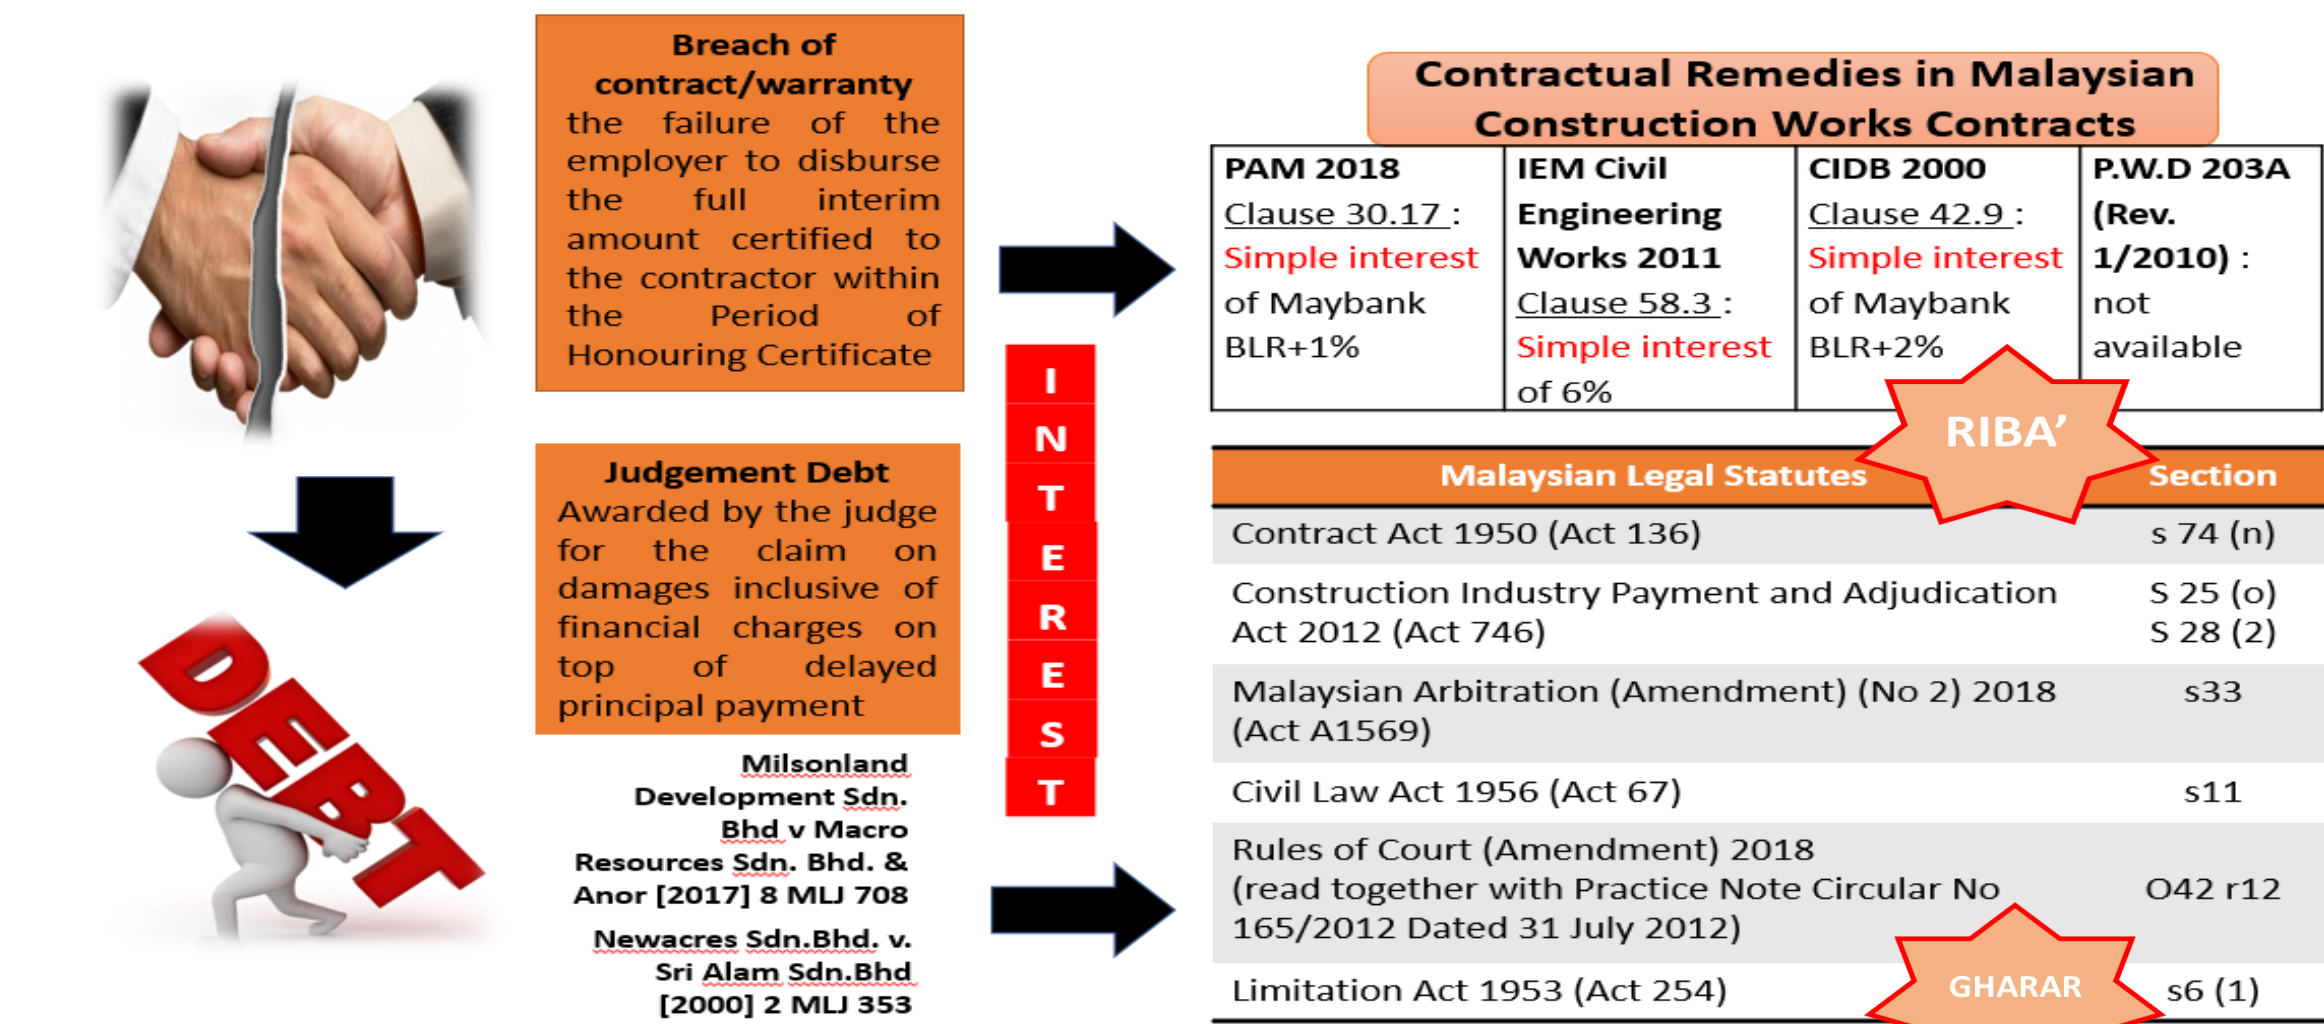 Breach of
contract/warranty
the failure of the
employer to disburse
the full interim
amount certified to
the contractor within
the Period of
Honouring Certificate
Judgement Debt
Awarded by the judge
for the claim on
damages inclusive of
financial charges on
top of delayed
principal payment
Milsonland
Development Sdn.
Bhd v Macro
Resources Sdn. Bhd. &
Anor [2017] 8 MLJ 708
Newacres Sdn.Bhd. v.
Sri Alam Sdn.Bhd
[2000] 2 MLJ 353
DEBT
I
N
T
E
R
E
S
T
Contractual Remedies in Malaysian
Construction Works Contracts
PAM 2018
Clause 30.17 :
Simple interest
of Maybank
BLR+1%
IEM Civil
Engineering
Works 2011
Clause 58.3 :
Simple interest
of 6%
CIDB 2000
Clause 42.9 :
Simple interest
of Maybank
BLR+2%
P.W.D 203A
(Rev.
1/2010) :
not
available
RIBA’
Malaysian Legal Statutes Section
Contract Act 1950 (Act 136) s 74 (n)
Construction Industry Payment and Adjudication S 25 (o)
Act 2012 (Act 746) S 28 (2)
Malaysian Arbitration (Amendment) (No 2) 2018 s33
(Act A1569)
Civil Law Act 1956 (Act 67) s11
Rules of Court (Amendment) 2018
(read together with Practice Note Circular No O42 r12
165/2012 Dated 31 July 2012)
Limitation Act 1953 (Act 254) s6 (1)
GHARAR